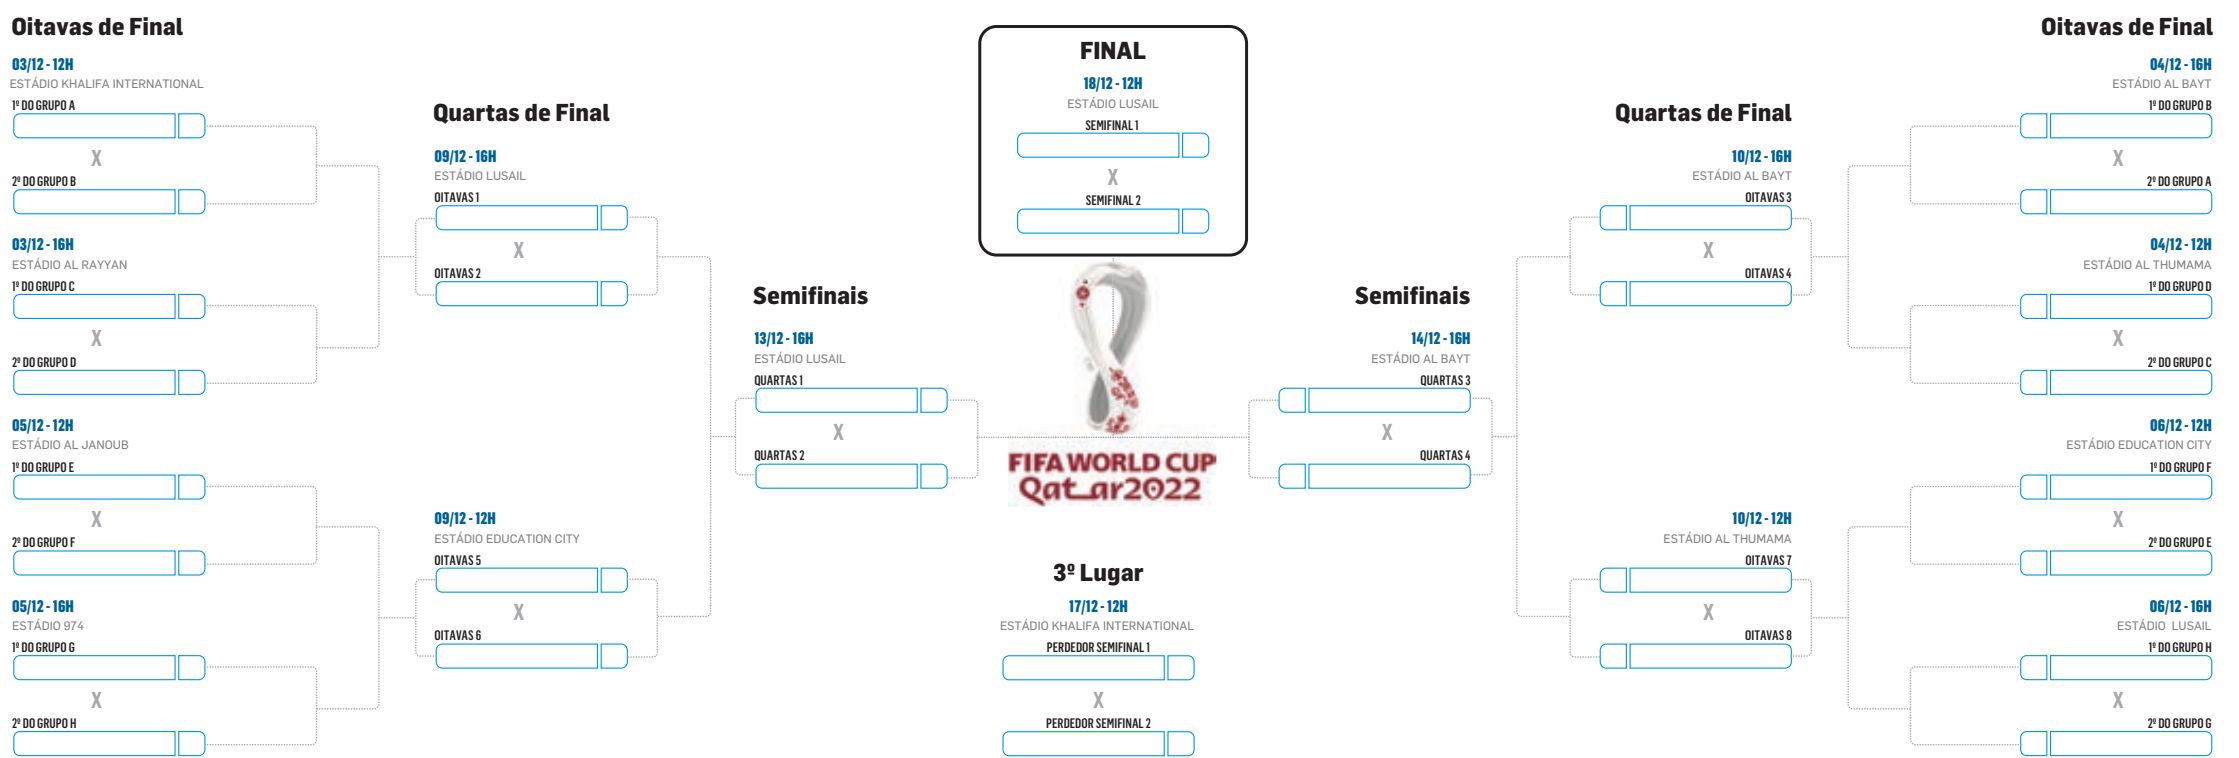 Oitavas de Final
03/12 - 12H
ESTÁDIO KHALIFA INTERNATIONAL
1º DO GRUPO A
X
2º DO GRUPO B
03/12 - 16H
ESTÁDIO AL RAYYAN
1º DO GRUPO C
X
2º DO GRUPO D
05/12 - 12H
ESTÁDIO AL JANOUB
1º DO GRUPO E
X
2º DO GRUPO F
05/12 - 16H
ESTÁDIO 974
1º DO GRUPO G
X
2º DO GRUPO H
Quartas de Final
09/12 - 16H
ESTÁDIO LUSAIL
OITAVAS 1
X
OITAVAS 2
09/12 - 12H
ESTÁDIO EDUCATION CITY
OITAVAS 5
X
OITAVAS 6
Semifinais
13/12 - 16H
ESTÁDIO LUSAIL
QUARTAS 1
X
QUARTAS 2
FINAL
18/12 - 12H
ESTÁDIO LUSAIL
SEMIFINAL 1
X
SEMIFINAL 2
FIFA WORLD CUP
Qatar2022
3º Lugar
17/12 - 12H
ESTÁDIO KHALIFA INTERNATIONAL
PERDEDOR SEMIFINAL 1
X
PERDEDOR SEMIFINAL 2
Semifinais
14/12 - 16H
ESTÁDIO AL BAYT
QUARTAS 3
X
QUARTAS 4
Quartas de Final
10/12 - 16H
ESTÁDIO AL BAYT
OITAVAS 3
X
OITAVAS 4
10/12 - 12H
ESTÁDIO AL THUMAMA
OITAVAS 7
X
OITAVAS 8
Oitavas de Final
04/12 - 16H
ESTÁDIO AL BAYT
1º DO GRUPO B
X
2º DO GRUPO A
04/12 - 12H
ESTÁDIO AL THUMAMA
1º DO GRUPO D
X
2º DO GRUPO C
06/12 - 12H
ESTÁDIO EDUCATION CITY
1º DO GRUPO F
X
2º DO GRUPO E
06/12 - 16H
ESTÁDIO LUSAIL
1º DO GRUPO H
X
2º DO GRUPO G